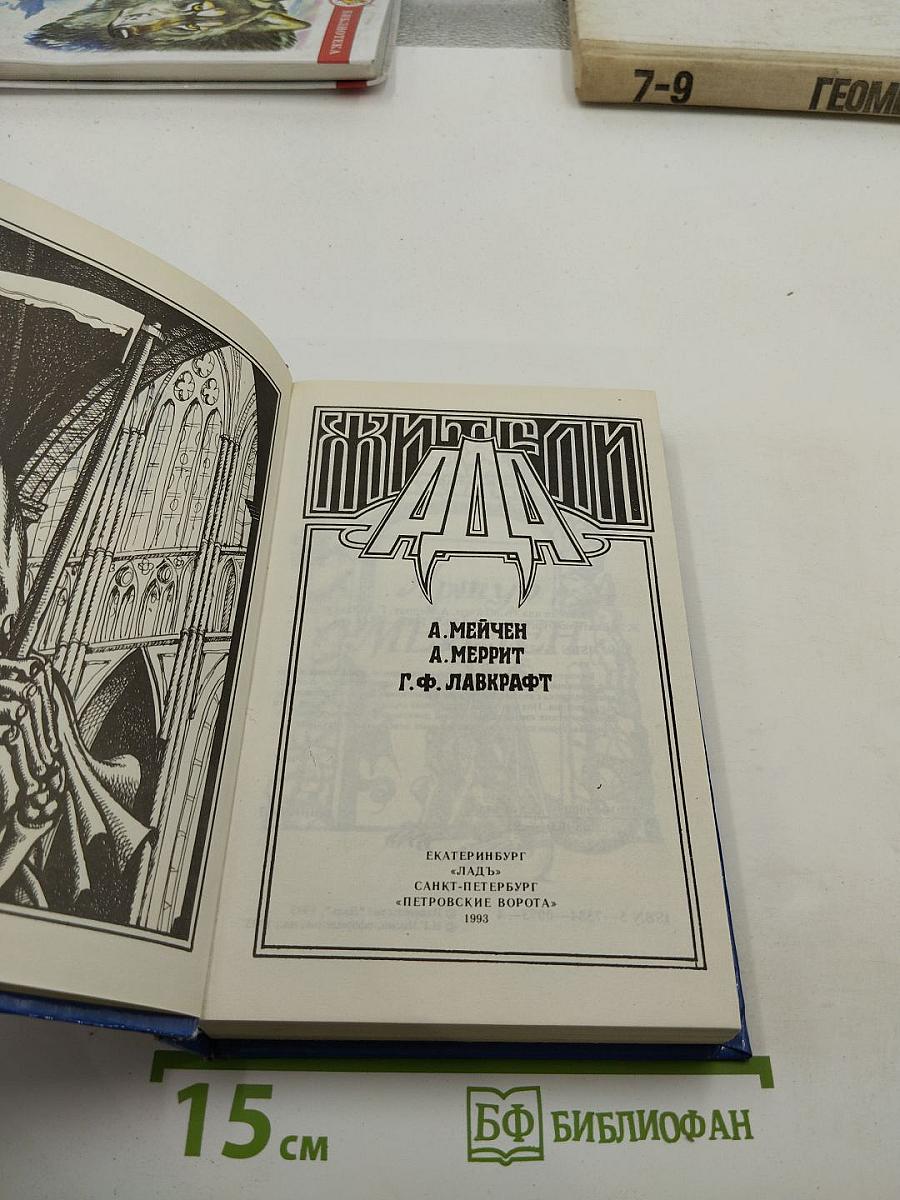 БИБЛИОТЕКА
7-9
ГЕОМ
ЖИТЕЛИ
АДА
А.МЕЙЧЕН
А.МЕРРИТ
Г.Ф.ЛАВКРАФТ
ЕКАТЕРИНБУРГ
«ЛАДЪ»
САНКТ-ПЕТЕРБУРГ
«ПЕТРОВСКИЕ ВОРОТА»
1993
15 см
БФ БИБЛИОФАН